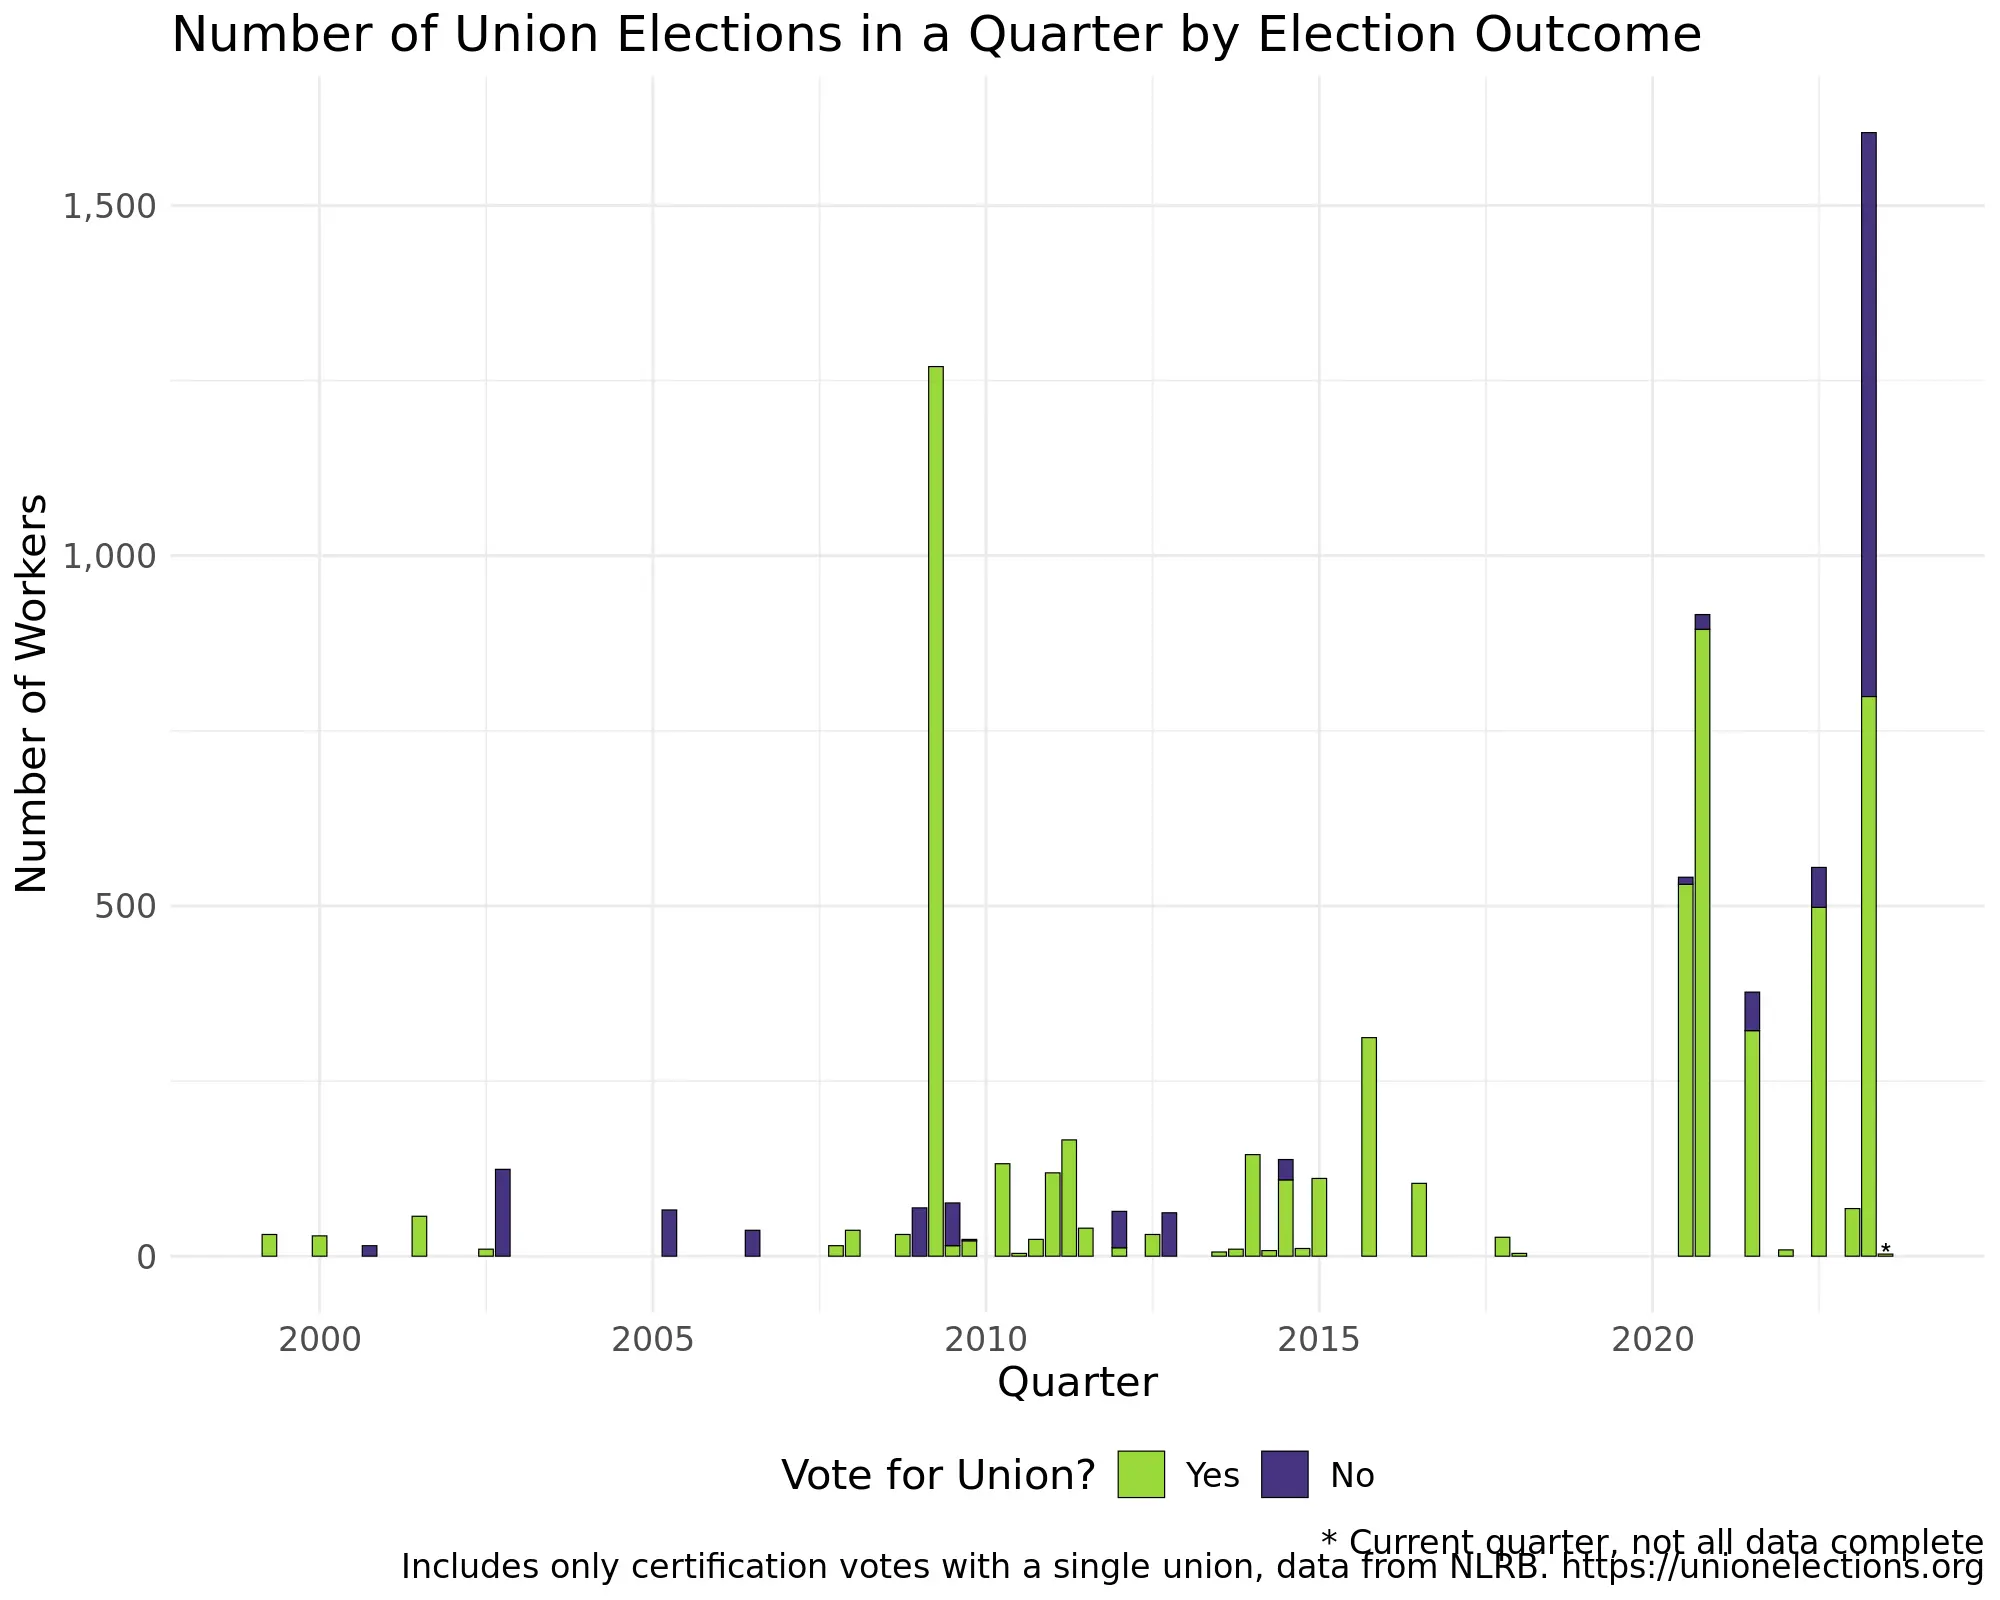 Number of Union Elections in a Quarter by Election Outcome
Number of Workers
1,500
1,000
500
0
*
2000 2005 2010 2015 2020
Quarter
Vote for Union? Yes No
* Current quarter, not all data complete
Includes only certification votes with a single union, data from NLRB. https://unionelections.org